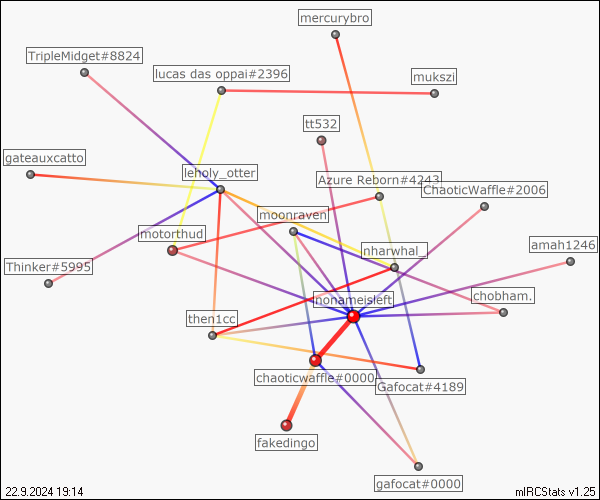 mercurybro
TripleMidget#8824
lucas das oppai#2396
mukszi
tt532
gateauxcatto
leholy_otter
Azure Reborn#4243
ChaoticWaffle#2006
moonraven
motorthud
nharwhal_
amah1246
Thinker#5995
chobham.
nonameisleft
then1cc
chaoticwaffle#0000
Gafocat#4189
fakedingo
gafocat#0000
22.9.2024 19:14
mIRCStats v1.25